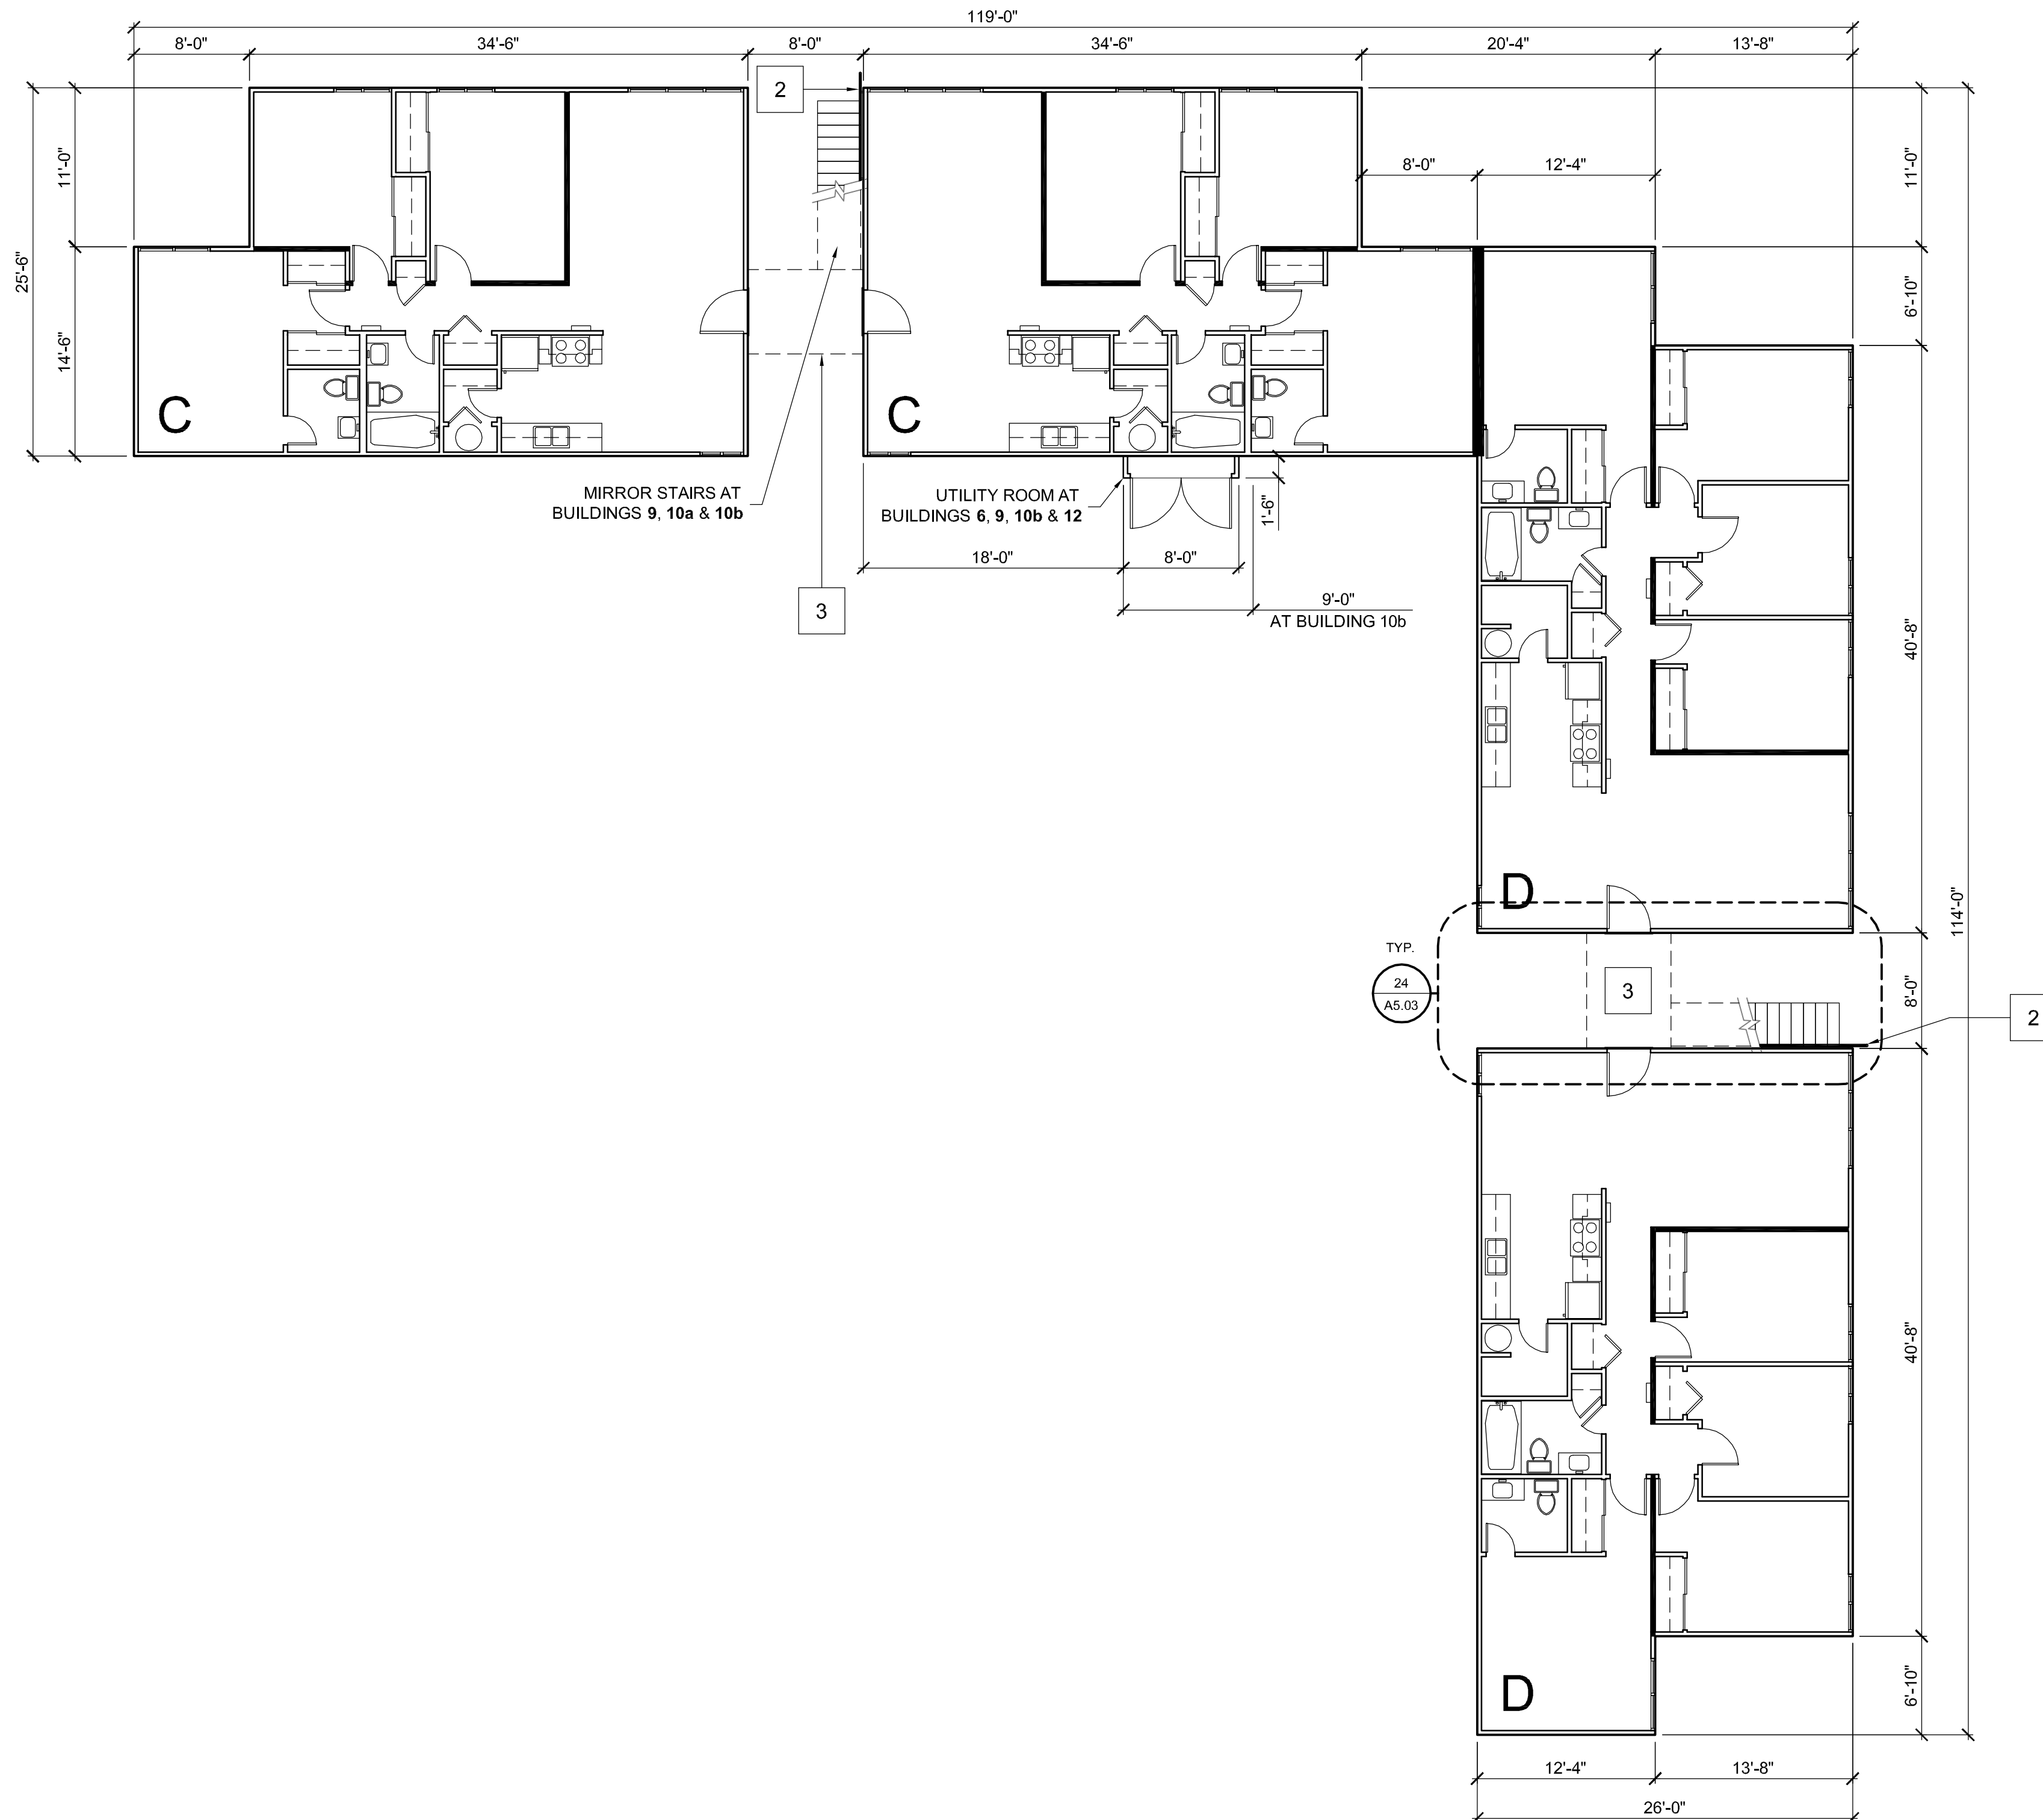 119'-0"
8'-0"
34'-6"
8'-0"
34'-6"
20'-4"
13'-8"
2
25'-6"
11'-0"
14'-6"
8'-0"
12'-4"
11'-0"
6'-10"
C
C
MIRROR STAIRS AT
BUILDINGS 9, 10a & 10b
UTILITY ROOM AT
BUILDINGS 6, 9, 10b & 12
1'-6"
18'-0"
8'-0"
3
9'-0"
AT BUILDING 10b
40'-8"
D
114'-0"
TYP.
24
A5.03
3
8'-0"
2
40'-8"
D
6'-10"
12'-4"
13'-8"
26'-0"